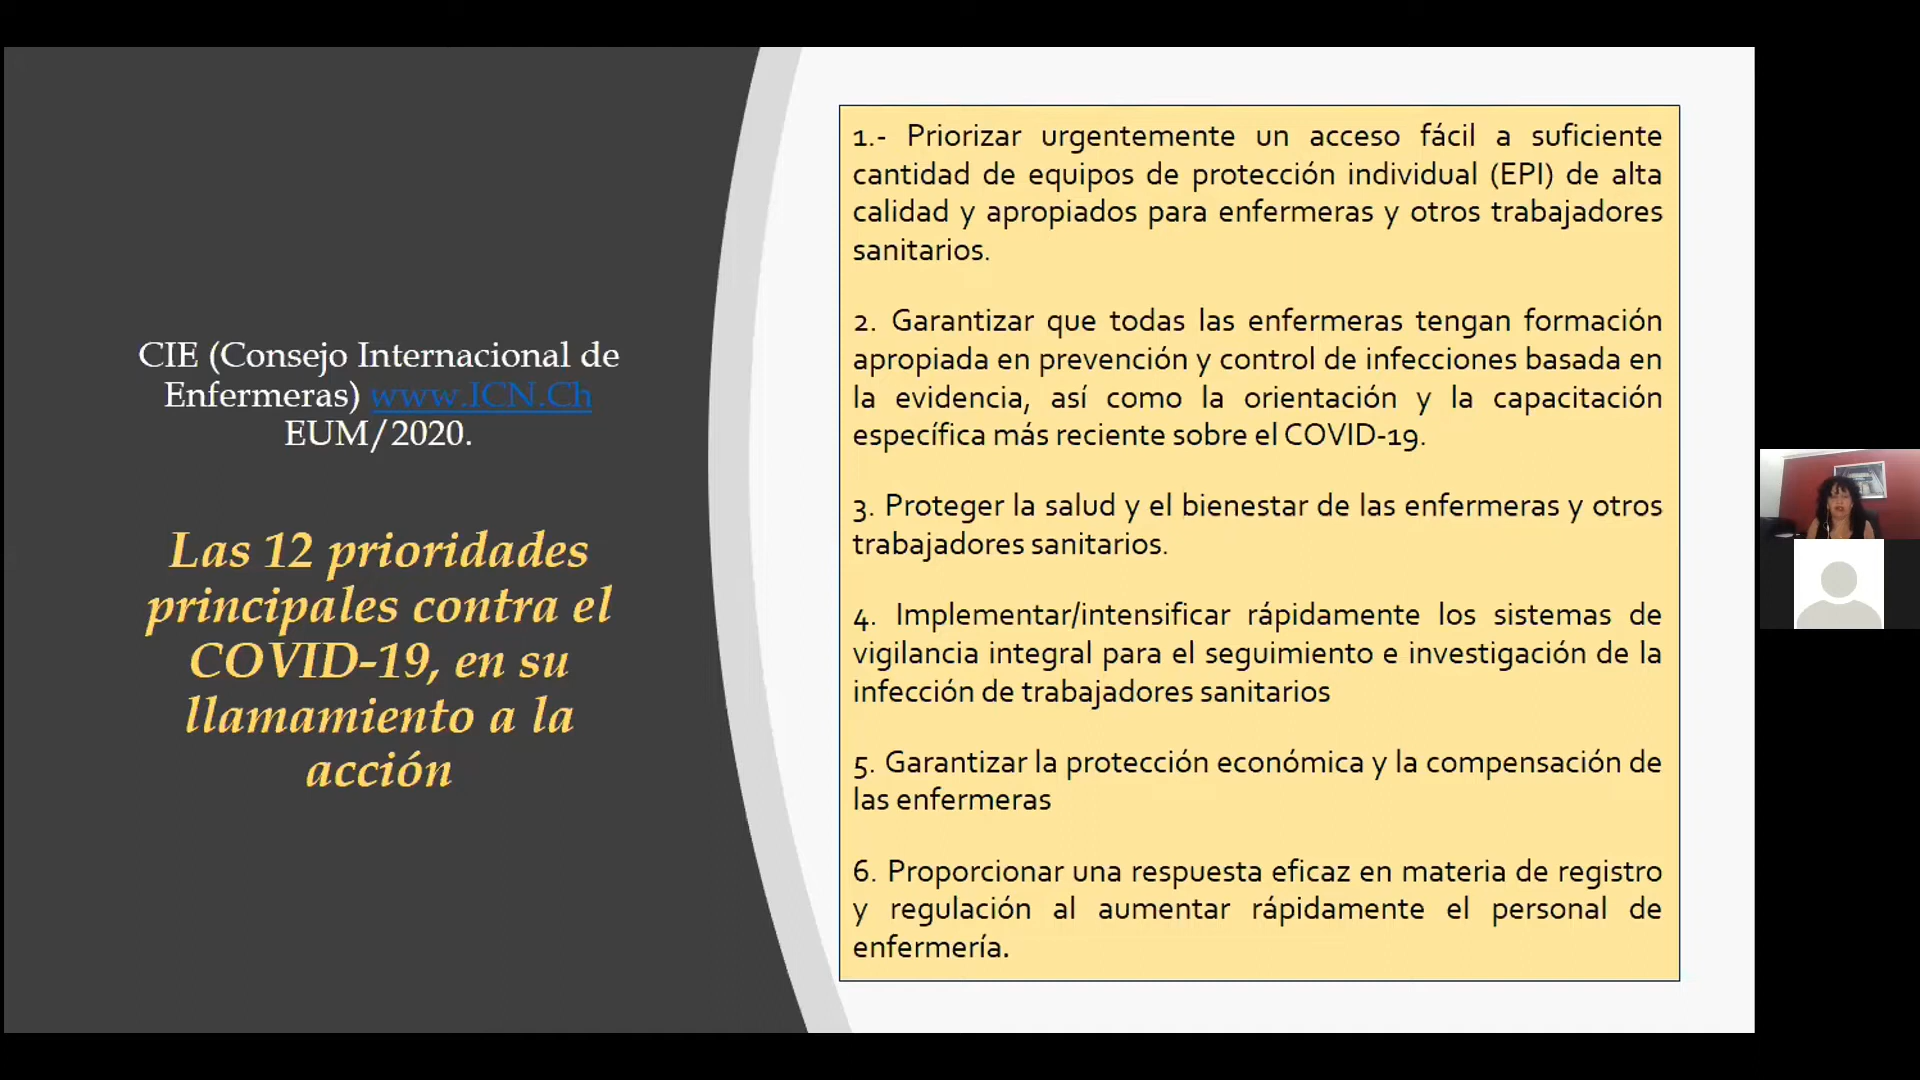 CIE (Consejo Internacional de
Enfermeras) www.ICN.Ch
EUM/2020.
Las 12 prioridades
principales contra el
COVID-19, en su
llamamiento a la
acción
1.- Priorizar urgentemente un acceso fácil a suficiente
cantidad de equipos de protección individual (EPI) de alta
calidad y apropiados para enfermeras y otros trabajadores
sanitarios.
2. Garantizar que todas las enfermeras tengan formación
apropiada en prevención y control de infecciones basada en
la evidencia, así como la orientación y la capacitación
específica más reciente sobre el COVID-19.
3. Proteger la salud y el bienestar de las enfermeras y otros
trabajadores sanitarios.
4. Implementar/intensificar rápidamente los sistemas de
vigilancia integral para el seguimiento e investigación de la
infección de trabajadores sanitarios
5. Garantizar la protección económica y la compensación de
las enfermeras
6. Proporcionar una respuesta eficaz en materia de registro
y regulación al aumentar rápidamente el personal de
enfermería.